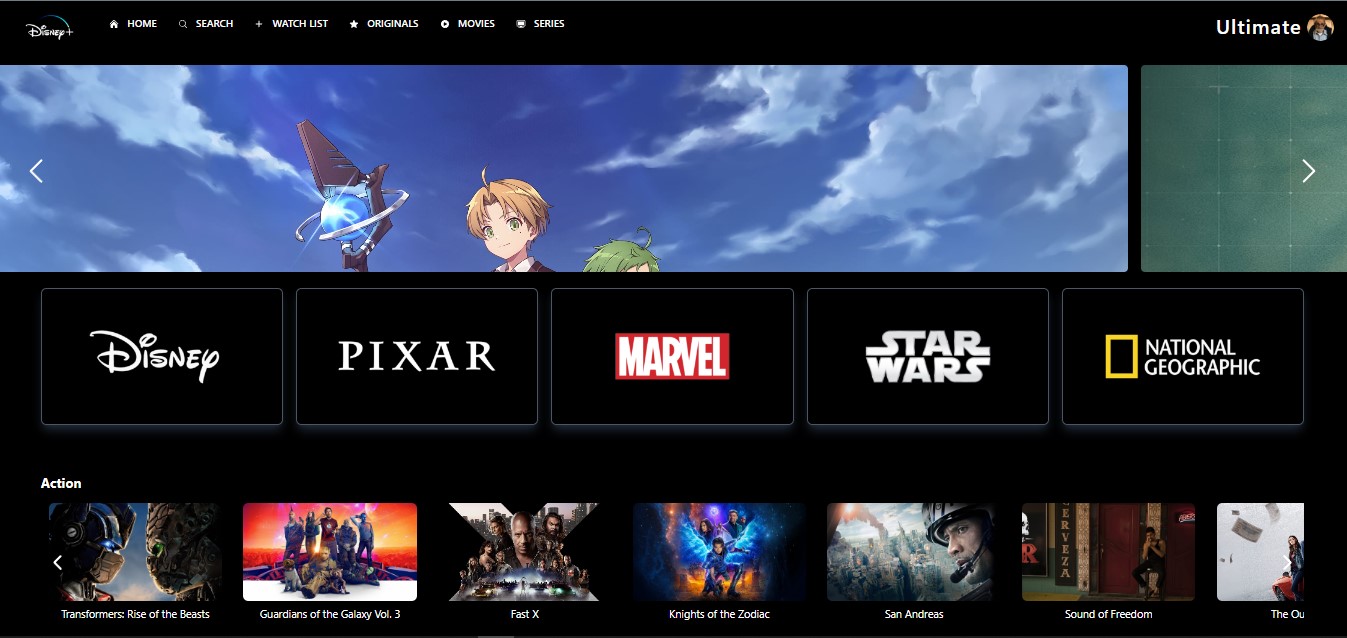 Disney+
HOME
SEARCH
WATCH LIST
ORIGINALS
MOVIES
SERIES
Ultimate
Disney
PIXAR
MARVEL
STAR
WARS
NATIONAL
GEOGRAPHIC
Action
CERVEZA
Transformers: Rise of the Beasts
Guardians of the Galaxy Vol. 3
Fast X
Knights of the Zodiac
San Andreas
Sound of Freedom
The Ou